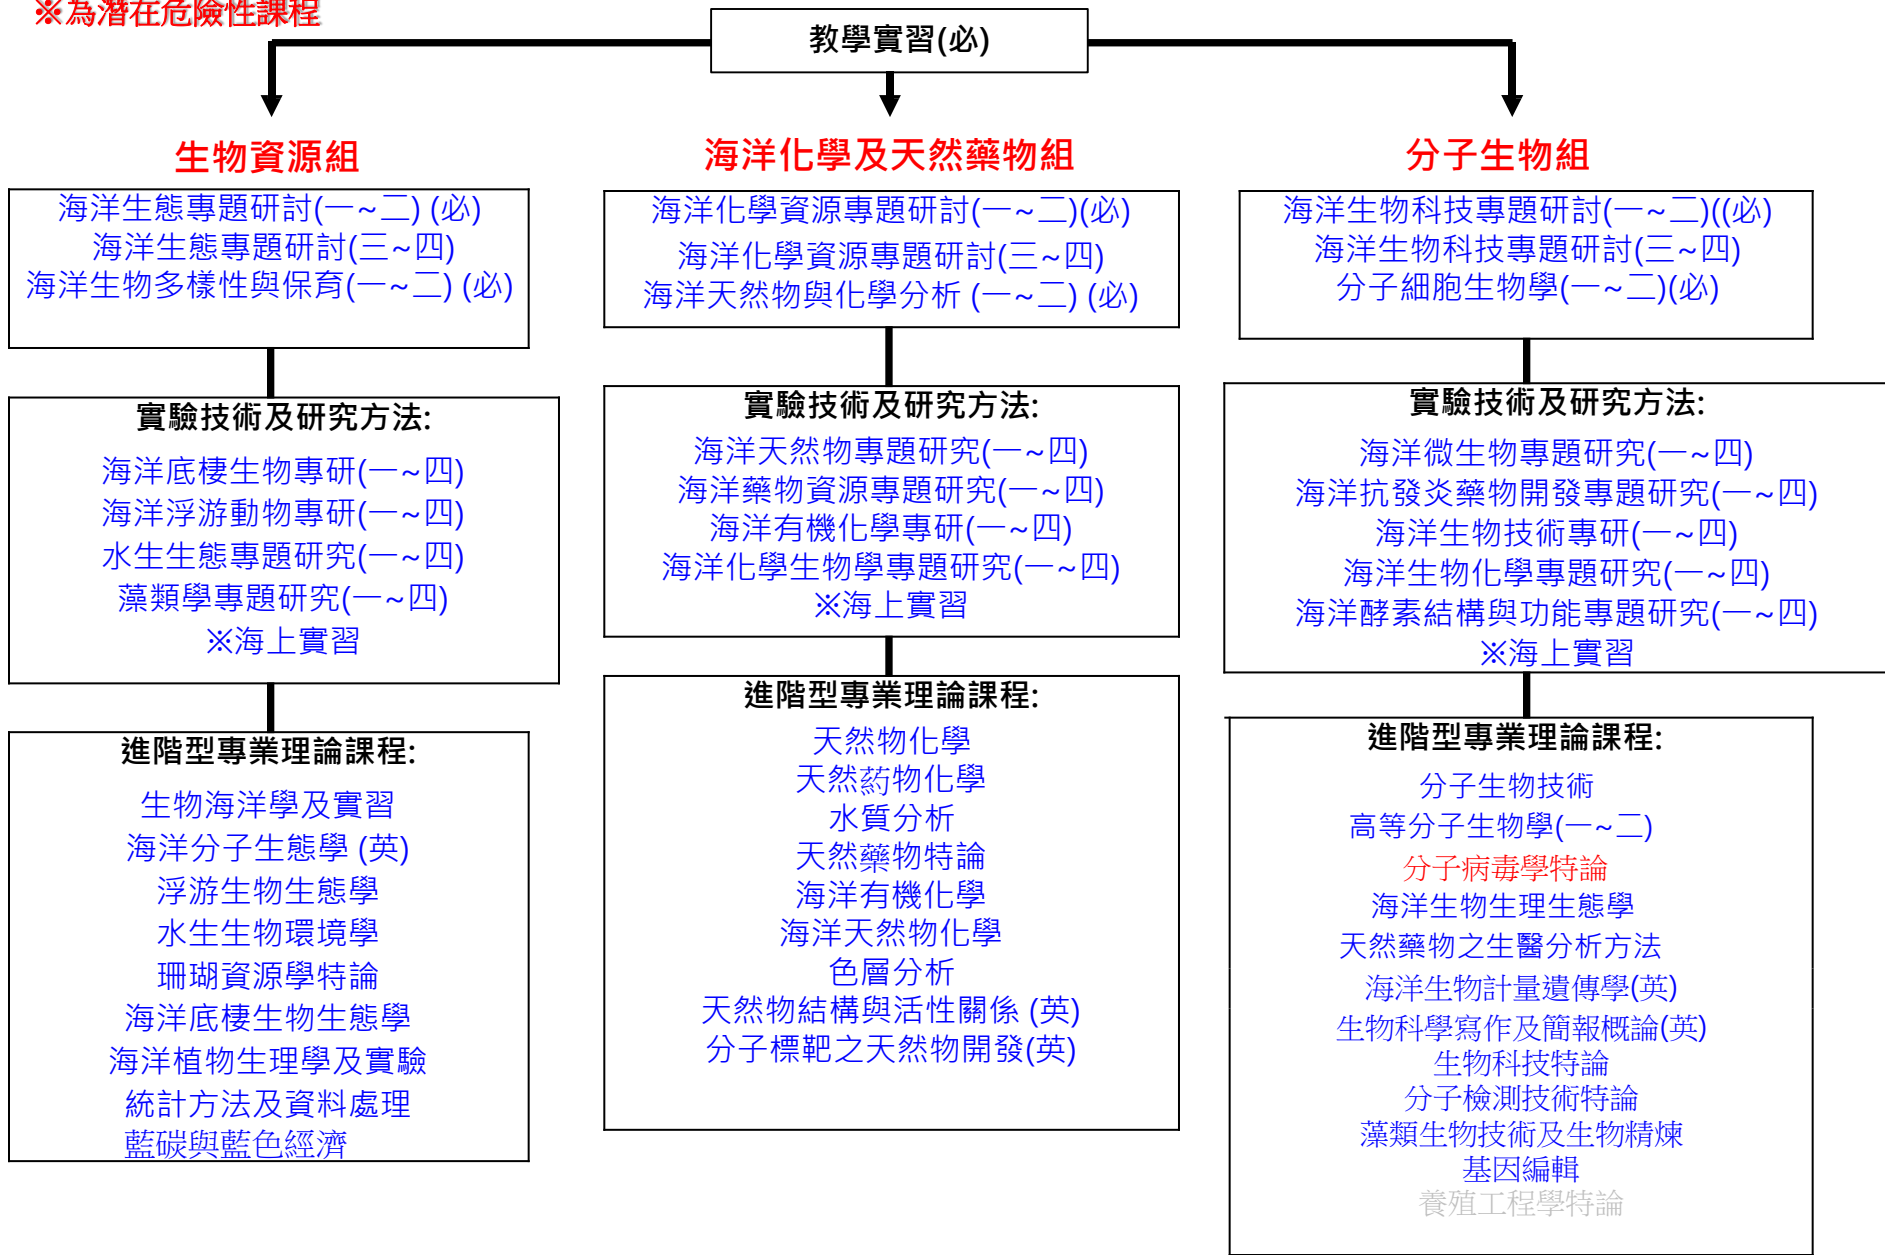 ※為潛在危險性課程
教學實習(必)
生物資源組
海洋生態專題研討(一~二) (必)
海洋生態專題研討(三~四)
海洋生物多樣性與保育(一~二) (必)
實驗技術及研究方法:
海洋底棲生物專研(一~四)
海洋浮游動物專研(一~四)
水生生態專題研究(一~四)
藻類學專題研究(一~四)
※海上實習
進階型專業理論課程:
生物海洋學及實習
海洋分子生態學 (英)
浮游生物生態學
水生生物環境學
珊瑚資源學特論
海洋底棲生物生態學
海洋植物生理學及實驗
統計方法及資料處理
藍碳與藍色經濟
海洋化學及天然藥物組
海洋化學資源專題研討(一~二)(必)
海洋化學資源專題研討(三~四)
海洋天然物與化學分析 (一~二) (必)
實驗技術及研究方法:
海洋天然物專題研究(一~四)
海洋藥物資源專題研究(一~四)
海洋有機化學專研(一~四)
海洋化學生物學專題研究(一~四)
※海上實習
進階型專業理論課程:
天然物化學
天然葯物化學
水質分析
天然藥物特論
海洋有機化學
海洋天然物化學
色層分析
天然物結構與活性關係 (英)
分子標靶之天然物開發(英)
分子生物組
海洋生物科技專題研討(一~二)((必)
海洋生物科技專題研討(三~四)
分子細胞生物學(一~二)(必)
實驗技術及研究方法:
海洋微生物專題研究(一~四)
海洋抗發炎藥物開發專題研究(一~四)
海洋生物技術專研(一~四)
海洋生物化學專題研究(一~四)
海洋酵素結構與功能專題研究(一~四)
※海上實習
進階型專業理論課程:
分子生物技術
高等分子生物學(一~二)
分子病毒學特論
海洋生物生理生態學
天然藥物之生醫分析方法
海洋生物計量遺傳學(英)
生物科學寫作及簡報概論(英)
生物科技特論
分子檢測技術特論
藻類生物技術及生物精煉
基因編輯
養殖工程學特論